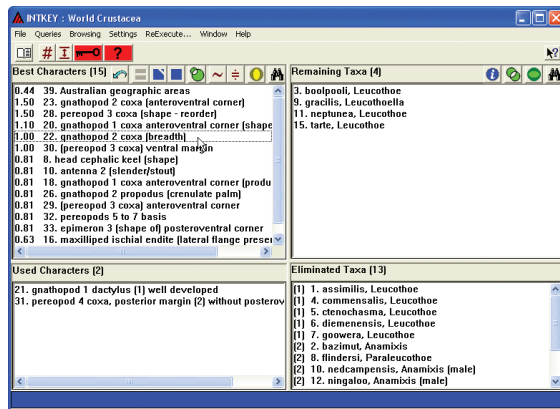 INTKEY : World Crustacea
File Queries Browsing Settings ReExecute... Window Help
Best Characters (15)
0.44 39. Australian geographic areas
1.50 23. gnathopod 2 coxa (anteroventral corner)
1.50 28. pereopod 3 coxa (shape - reorder)
1.10 20. gnathopod 1 coxa anteroventral corner (shape
1.00 22. gnathopod 2 coxa (breadth)
1.00 30. (pereopod 3 coxa) ventral margin
0.81 8. head cephalic keel (shape)
0.81 10. antenna 2 (slender/stout)
0.81 18. gnathopod 1 coxa anteroventral corner (produ
0.81 26. gnathopod 2 propodus (crenulate palm)
0.81 29. (pereopod 3 coxa) anteroventral corner
0.81 32. pereopods 5 to 7 basis
0.81 33. epimeron 3 (shape of) posteroventral corner
0.63 16. maxilliped ischial endite (lateral flange presen
Remaining Taxa (4)
3. boolpooli, Leucothoe
9. gracilis, Leucothoella
11. neptunea, Leucothoe
15. tarte, Leucothoe
Used Characters (2)
21. gnathopod 1 dactylus (1) well developed
31. pereopod 4 coxa, posterior margin (2) without posterov
Eliminated Taxa (13)
(1) 1. assimilis, Leucothoe
(1) 4. commensalis, Leucothoe
(1) 5. ctenochasma, Leucothoe
(1) 6. diemenensis, Leucothoe
(1) 7. goowera, Leucothoe
(2) 2. bazimut, Anamixis
(2) 8. flindersi, Paraleucothoe
(2) 10. nedcampensis, Anamixis (male)
(2) 12. ningaloo, Anamixis (male)